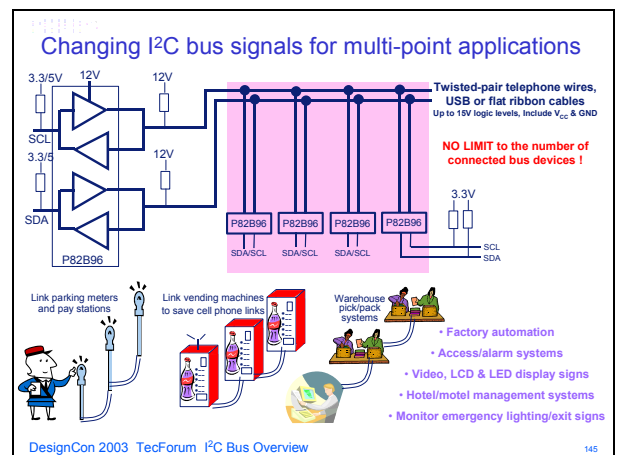 Changing I²C bus signals for multi-point applications
3.3/5V
12V
12V
SCL
3.3/5
12V
SDA
P82B96
Twisted-pair telephone wires,
USB or flat ribbon cables
Up to 15V logic levels, Include VCC & GND
NO LIMIT to the number of
connected bus devices !
P82B96
P82B96
P82B96
P82B96
SDA/SCL
SDA/SCL
SDA/SCL
3.3V
SCL
SDA
Link parking meters
and pay stations
Link vending machines
to save cell phone links
Warehouse
pick/pack
systems
• Factory automation
• Access/alarm systems
• Video, LCD & LED display signs
• Hotel/motel management systems
• Monitor emergency lighting/exit signs
DesignCon 2003 TecForum I²C Bus Overview
145